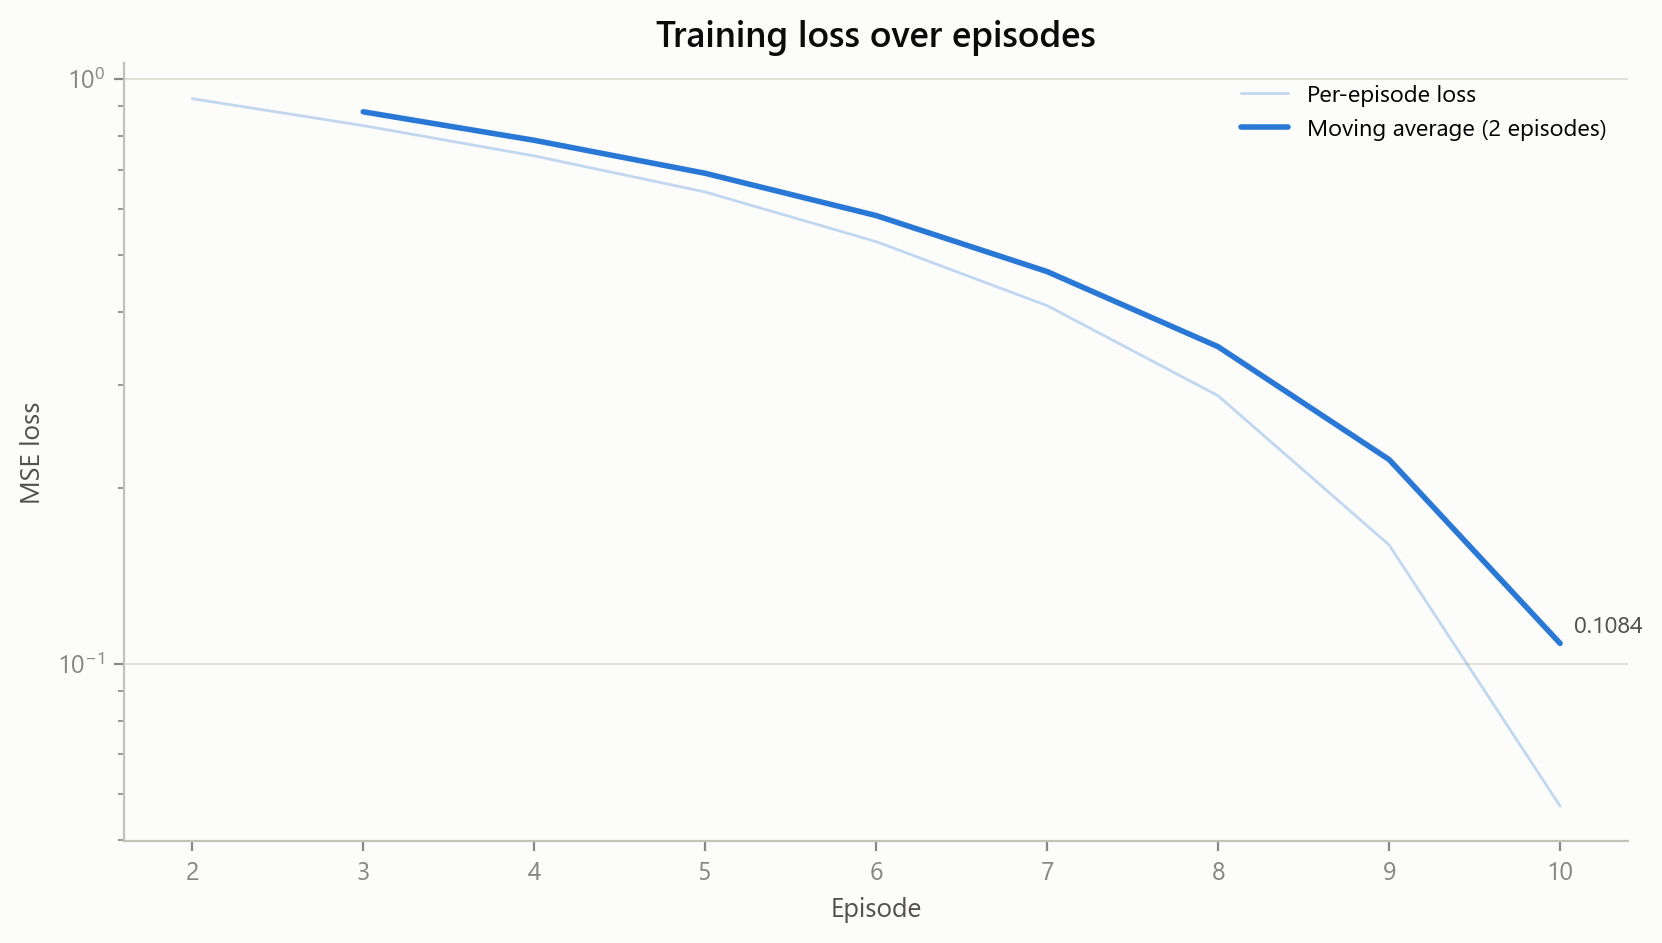 Training loss over episodes
10⁰
Per-episode loss
Moving average (2 episodes)
MSE loss
0.1084
10⁻¹
2 3 4 5 6 7 8 9 10
Episode